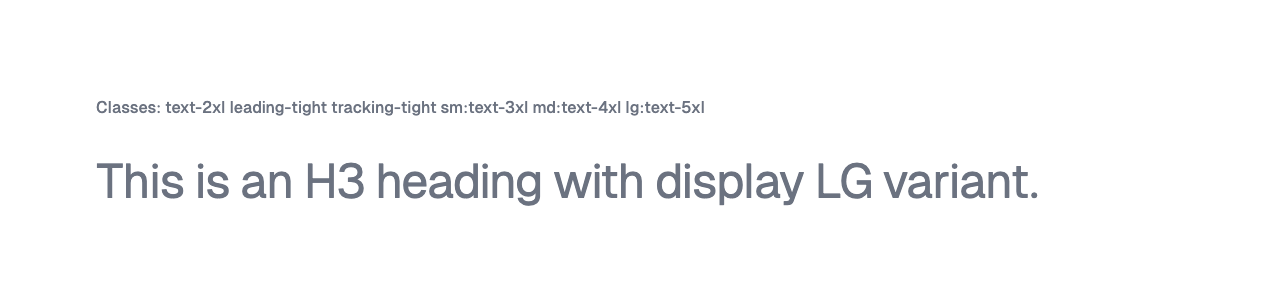 Classes: text-2xl leading-tight tracking-tight sm:text-3xl md:text-4xl lg:text-5xl
This is an H3 heading with display LG variant.